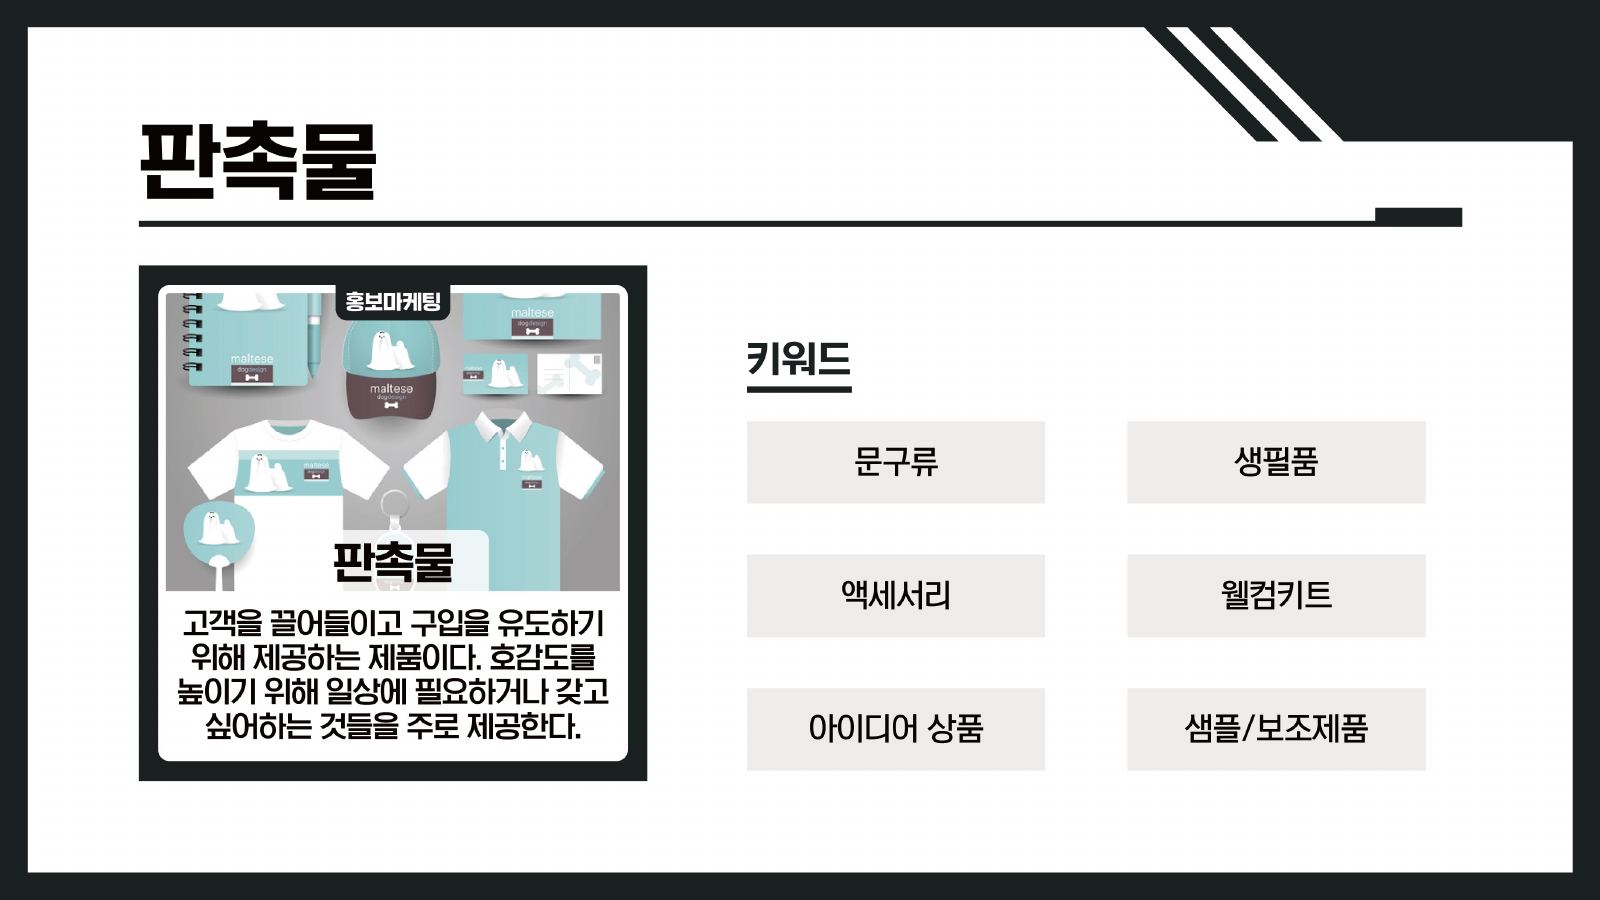 판촉물
홍보마케팅
maltese
dogdesign
maltese
dogdesign
maltese
dogdesign
maltese
maltese
판촉물
고객을 끌어들이고 구입을 유도하기
위해 제공하는 제품이다. 호감도를
높이기 위해 일상에 필요하거나 갖고
싶어하는 것들을 주로 제공한다.
키워드
문구류
생필품
액세서리
웰컴키트
아이디어 상품
샘플/보조제품